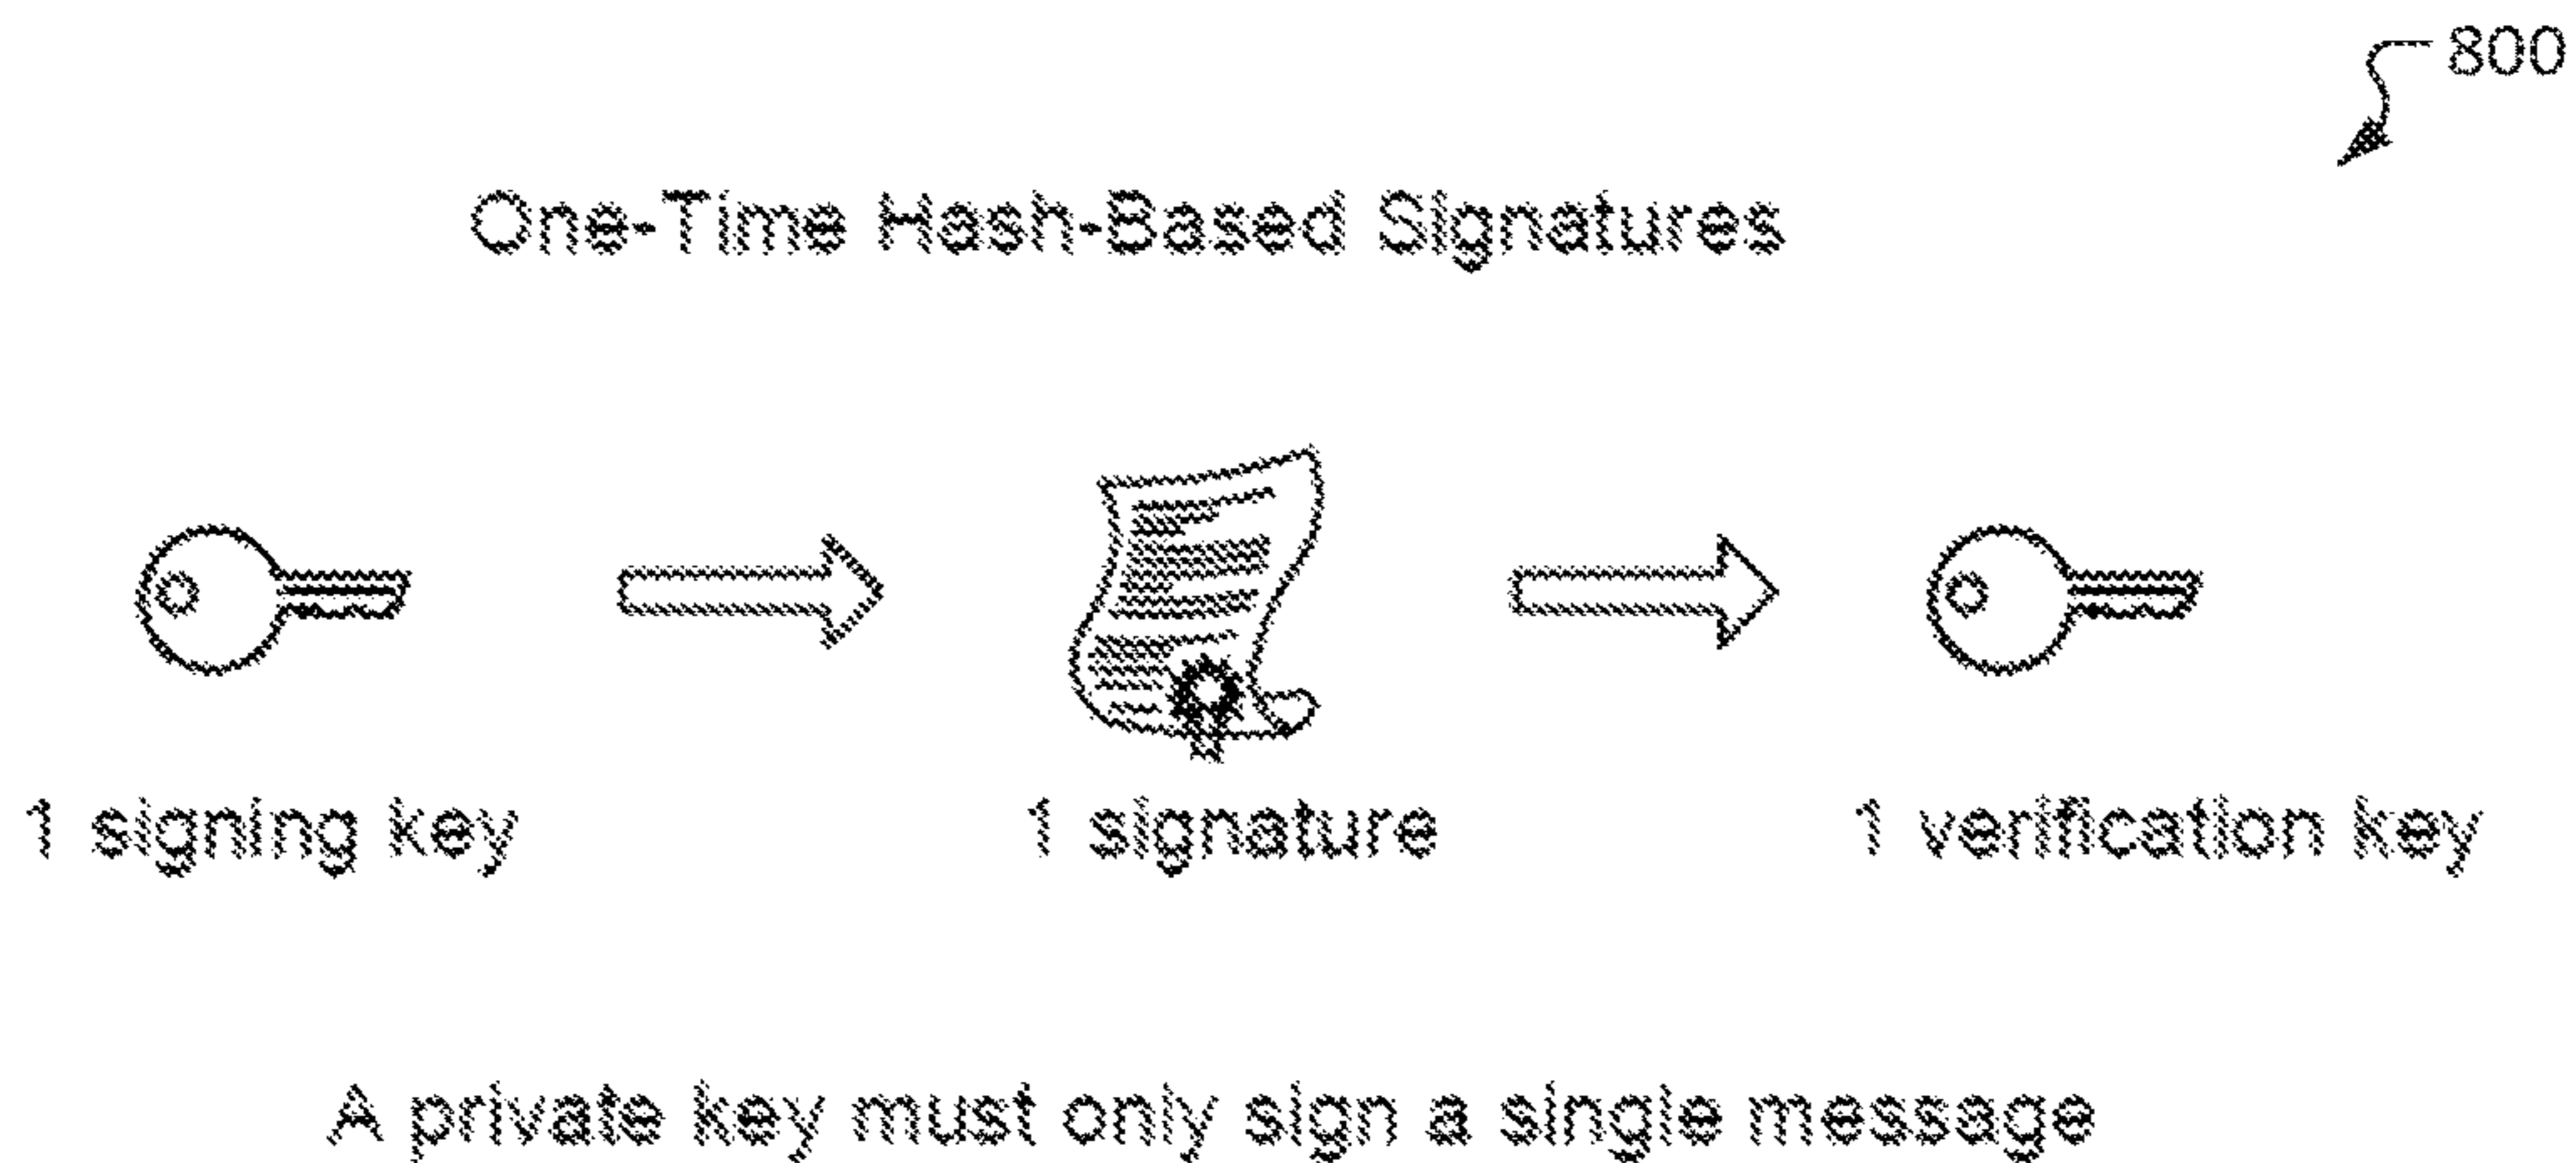 800
One-Time Hash-Based Signatures
1 signing key
1 signature
1 verification key
A private key must only sign a single message